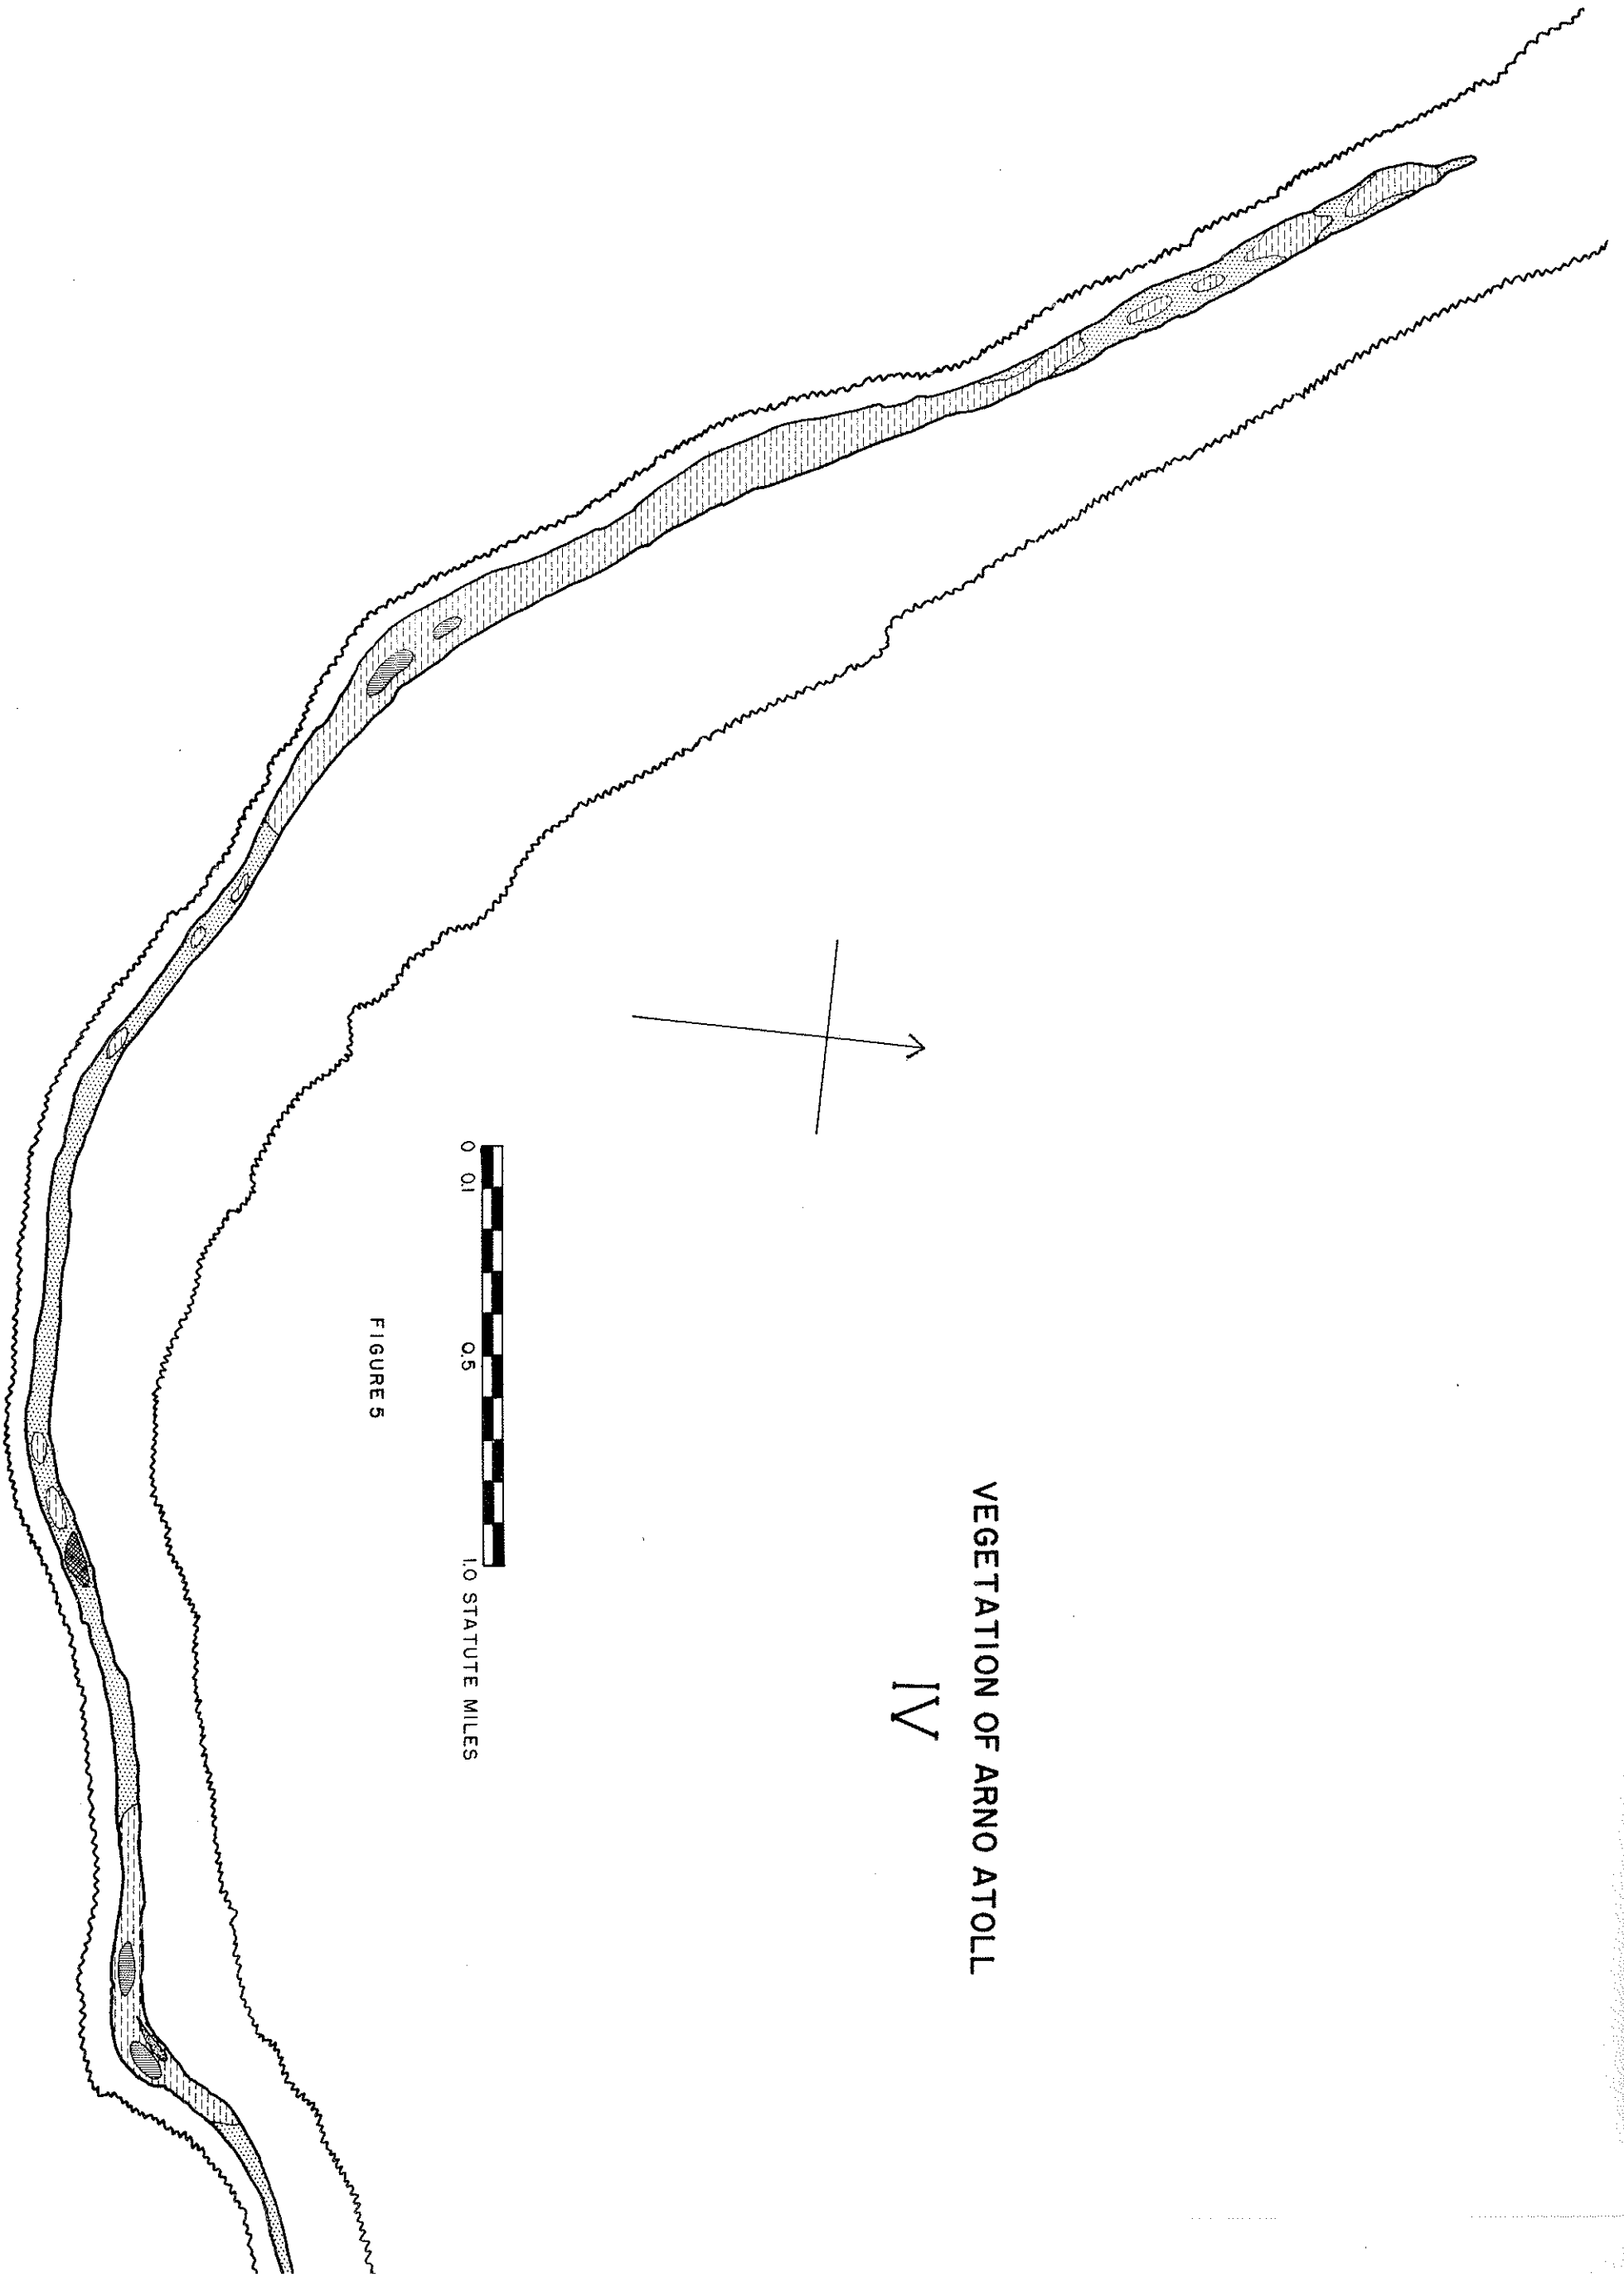 VEGETATION OF ARNO ATOLL
IV
0 0.1 0.5 1.0 STATUTE MILES
FIGURE 5